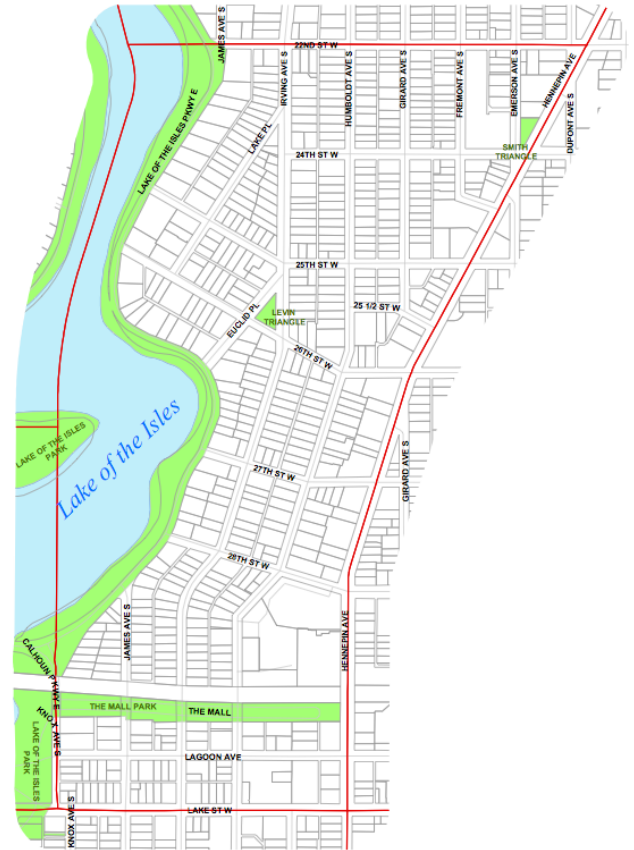 JAMES AVE S
22ND ST W
IRVING AVE S
HUMBOLDT AVE S
GIRARD AVE S
FREMONT AVE S
EMERSON AVE S
HENNEPIN AVE
DUPONT AVE S
LAKE OF THE ISLES PKWY E
LAKE PL
24TH ST W
SMITH
TRIANGLE
25TH ST W
EUCLID PL
LEVIN
TRIANGLE
25 1/2 ST W
26TH ST W
Lake of the Isles
LAKE OF THE ISLES
PARK
27TH ST W
GIRARD AVE S
28TH ST W
JAMES AVE S
HENNEPIN AVE
CALHOUN PKWY E
KNOX AVE S
THE MALL PARK
THE MALL
LAKE OF THE ISLES
PARK
LAGOON AVE
LAKE ST W
KNOX AVE S